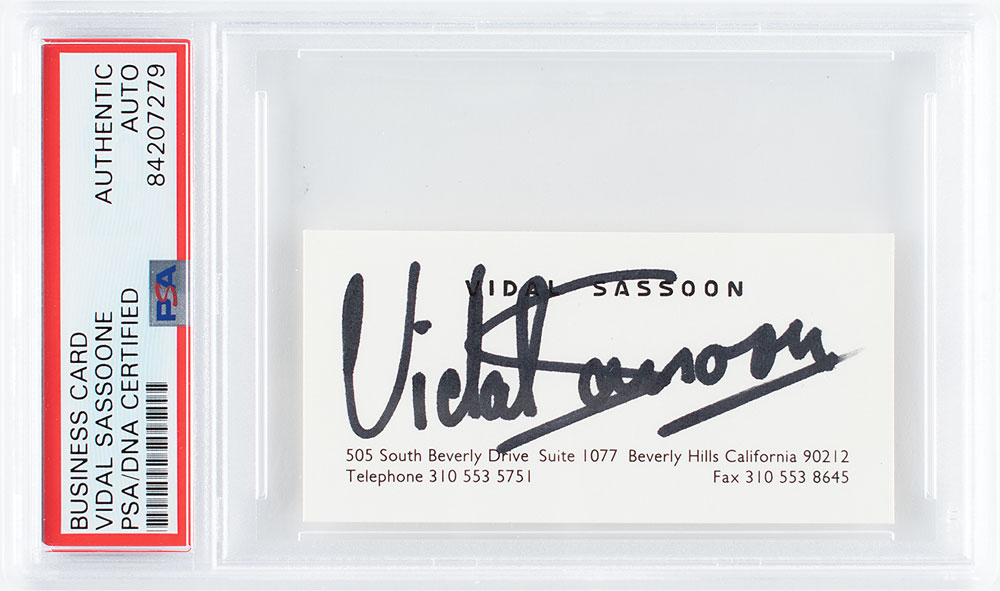 BUSINESS CARD
VIDAL SASSOONE
PSA/DNA CERTIFIED
AUTHENTIC
AUTO
84207279
PSA
VIDAL SASSOON
Vidal Sassoon
505 South Beverly Drive Suite 1077 Beverly Hills California 90212
Telephone 310 553 5751 Fax 310 553 8645